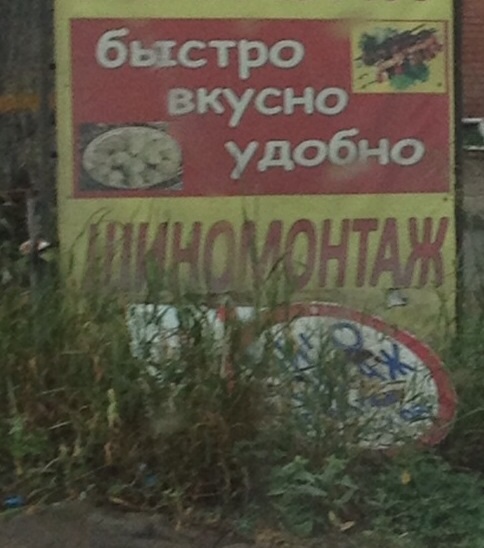 быстро
вкусно
удобно
ШИНОМОНТАЖ